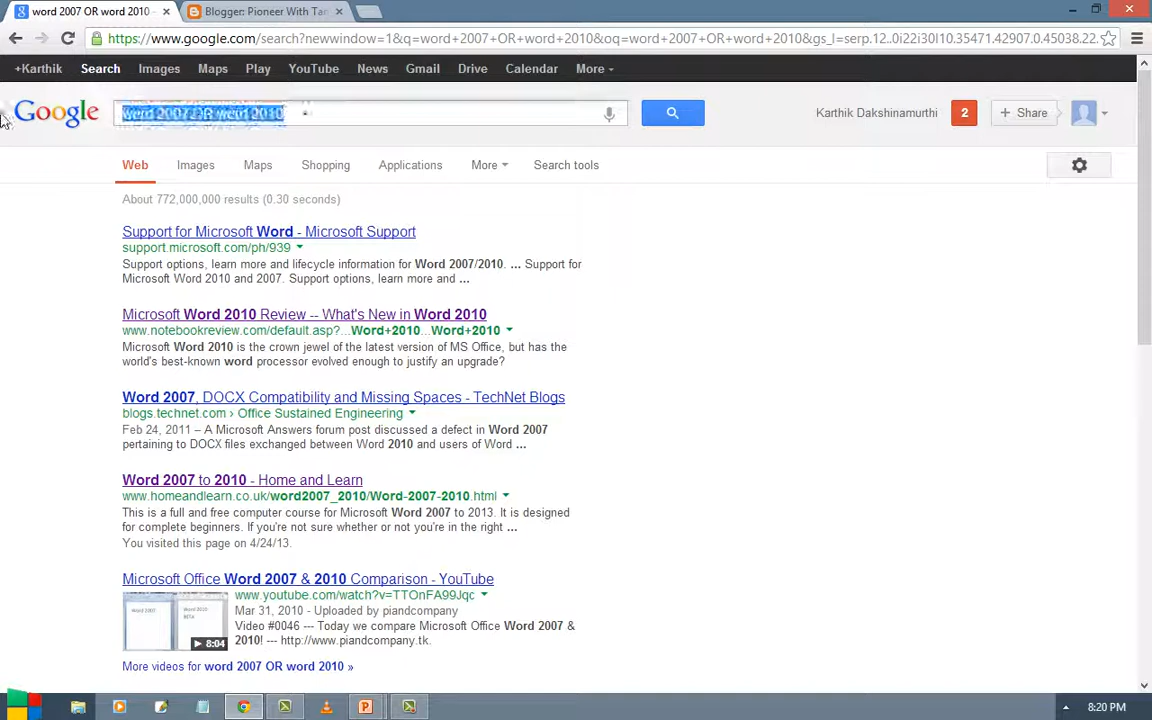 word 2007 OR word 2010 -
Blogger: Pioneer With Tar
https://www.google.com/search?newwindow=1&q=word+2007+OR+word+2010&oq=word+2007+OR+word+2010&gs_l=serp.12..0i22i30l10.35471.42907.0.45038.22.
+Karthik Search Images Maps Play YouTube News Gmail Drive Calendar More
Google word 2007 OR word 2010 Karthik Dakshinamurthi 2 + Share
Web Images Maps Shopping Applications More Search tools
About 772,000,000 results (0.30 seconds)
Support for Microsoft Word - Microsoft Support
support.microsoft.com/ph/939
Support options, learn more and lifecycle information for Word 2007/2010. ... Support for
Microsoft Word 2010 and 2007. Support options, learn more and ...
Microsoft Word 2010 Review -- What's New in Word 2010
www.notebookreview.com/default.asp?...Word+2010...Word+2010
Microsoft Word 2010 is the crown jewel of the latest version of MS Office, but has the
world's best-known word processor evolved enough to justify an upgrade?
Word 2007, DOCX Compatibility and Missing Spaces - TechNet Blogs
blogs.technet.com › Office Sustained Engineering
Feb 24, 2011 – A Microsoft Answers forum post discussed a defect in Word 2007
pertaining to DOCX files exchanged between Word 2010 and users of Word ...
Word 2007 to 2010 - Home and Learn
www.homeandlearn.co.uk/word2007_2010/Word-2007-2010.html
This is a full and free computer course for Microsoft Word 2007 to 2013. It is designed
for complete beginners. If you're not sure whether or not you're in the right ...
You visited this page on 4/24/13.
Microsoft Office Word 2007 & 2010 Comparison - YouTube
www.youtube.com/watch?v=TTOnFA99Jqc
Mar 31, 2010 - Uploaded by piandcompany
Video #0046 --- Today we compare Microsoft Office Word 2007 &
2010! --- http://www.piandcompany.tk.
8:04
More videos for word 2007 OR word 2010 »
8:20 PM